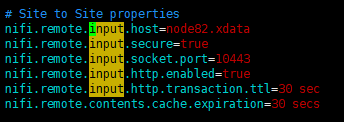 # Site to Site properties
nifi.remote.input.host=node82.xdata
nifi.remote.input.secure=true
nifi.remote.input.socket.port=10443
nifi.remote.input.http.enabled=true
nifi.remote.input.http.transaction.ttl=30 sec
nifi.remote.contents.cache.expiration=30 secs